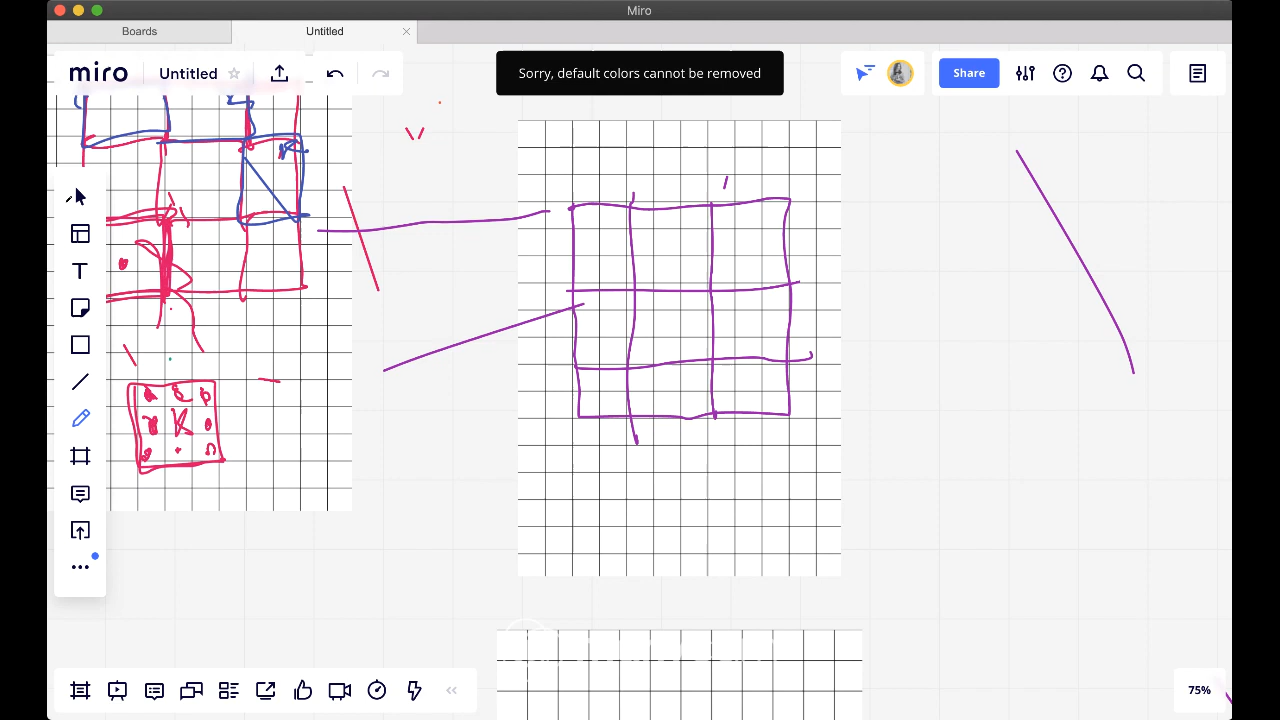 Miro
Boards
Untitled
miro
Untitled
Sorry, default colors cannot be removed
Share
T
K
75%